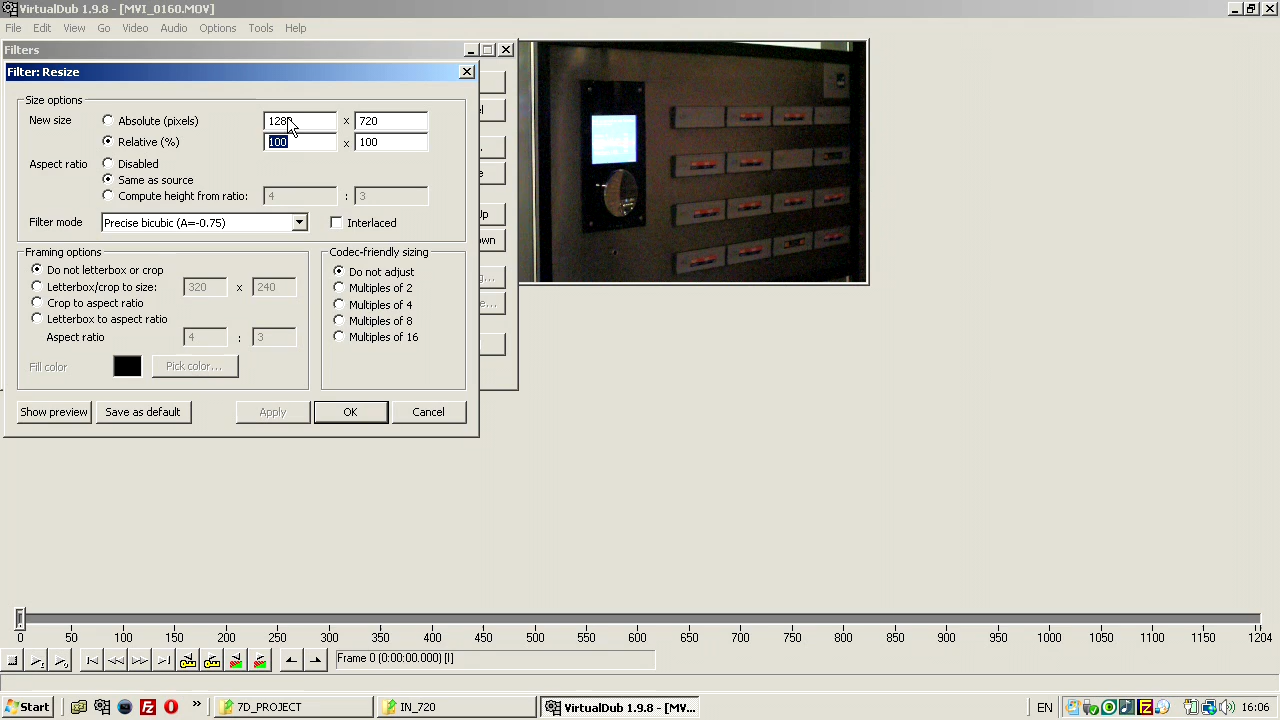 VirtualDub 1.9.8 - [MVI_0160.MOV]
File Edit View Go Video Audio Options Tools Help
Filters
Filter: Resize
Size options
New size Absolute (pixels) 1280 x 720
Relative (%) 100 x 100
Aspect ratio Disabled
Same as source
Compute height from ratio: 4 : 3
Filter mode Precise bicubic (A=-0.75) Interlaced
Framing options
Do not letterbox or crop
Letterbox/crop to size 320 x 240
Crop to aspect ratio
Letterbox to aspect ratio
Aspect ratio 4 : 3
Fill color Pick color...
Codec-friendly sizing
Do not adjust
Multiples of 2
Multiples of 4
Multiples of 8
Multiples of 16
Show preview Save as default Apply OK Cancel
0 50 100 150 200 250 300 350 400 450 500 550 600 650 700 750 800 850 900 950 1000 1050 1100 1150 1204
Frame 0 (0:00:00.000) [I]
Start » 7D_PROJECT IN_720 VirtualDub 1.9.8 - [MV... EN 16:06